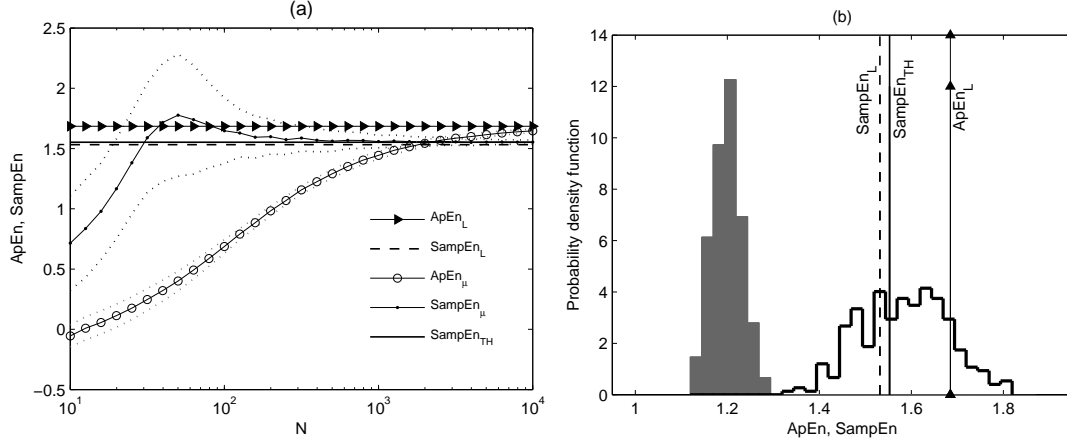 (a)
2.5
2
1.5
1
0.5
0
−0.5
ApEn, SampEn
10^1
10^2
10^3
10^4
N
ApEn_L
SampEn_L
ApEn_μ
SampEn_μ
SampEn_TH
(b)
14
12
10
8
6
4
2
0
Probability density function
1
1.2
1.4
1.6
1.8
ApEn, SampEn
SampEn_L
SampEn_TH
ApEn_L